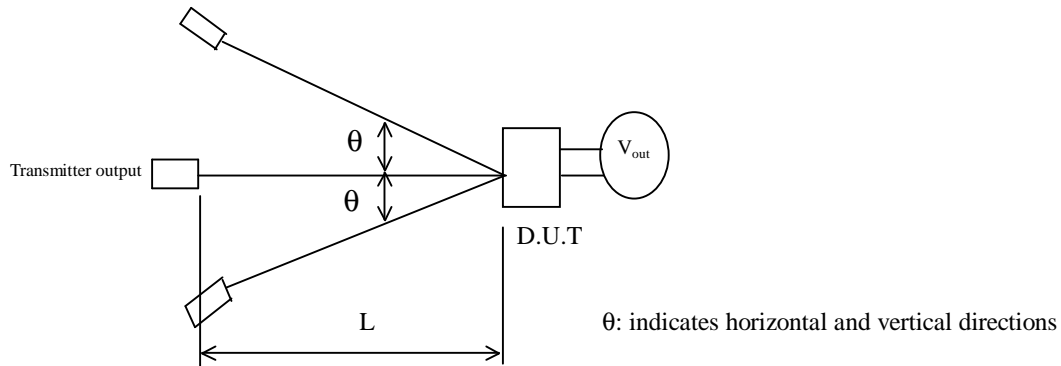 θ
V_out
Transmitter output
θ
D.U.T
L
θ: indicates horizontal and vertical directions